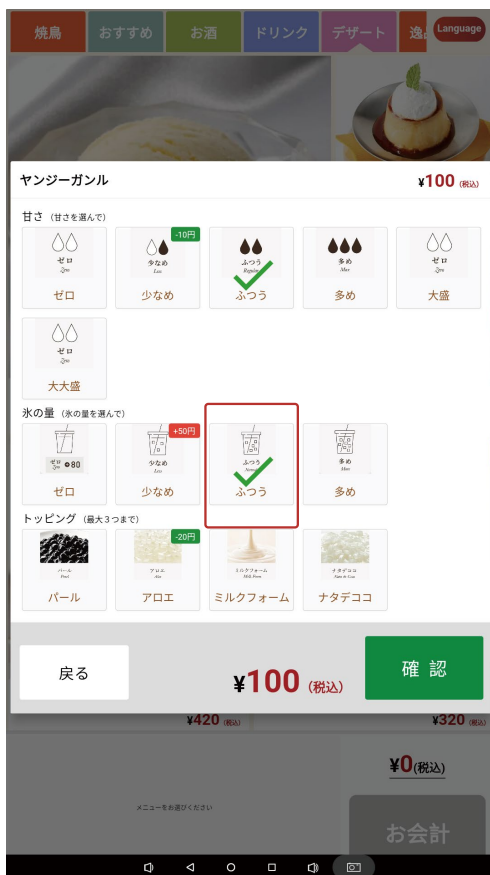 焼鳥 おすすめ お酒 ドリンク デザート 逸 Language
ヤンジーガンル ¥100 (税込)
甘さ (甘さを選んで)
-10円
ゼロ 少なめ ふつう 多め ゼロ
Zero Less Regular Max Zero
ゼロ 少なめ ふつう 多め 大盛
ゼロ
Zero
大大盛
氷の量 (氷の量を選んで)
+50円
ゼロ 80 少なめ ふつう 多め
Less Max
ゼロ 少なめ ふつう 多め
トッピング (最大3つまで)
-20円
パール アロエ ミルクフォーム ナタデココ
Pearl Aloe Milk Foam Nata de Coco
パール アロエ ミルクフォーム ナタデココ
戻る ¥100 (税込) 確認
¥420 (税込) ¥320 (税込)
¥0(税込)
メニューをお選びください
お会計